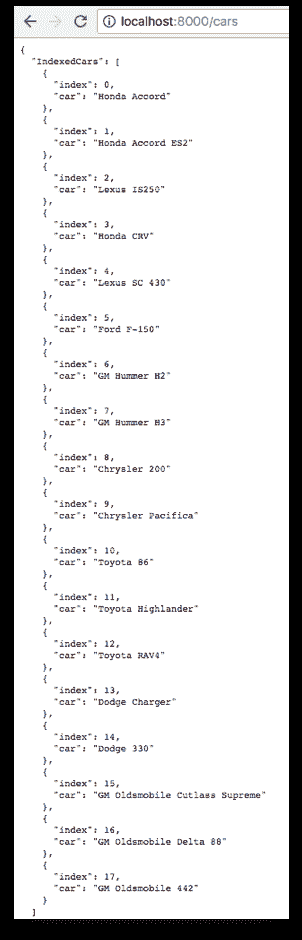 localhost:8000/cars
{
  "IndexedCars": [
    {
      "index": 0,
      "car": "Honda Accord"
    },
    {
      "index": 1,
      "car": "Honda Accord ES2"
    },
    {
      "index": 2,
      "car": "Lexus IS250"
    },
    {
      "index": 3,
      "car": "Honda CRV"
    },
    {
      "index": 4,
      "car": "Lexus SC 430"
    },
    {
      "index": 5,
      "car": "Ford F-150"
    },
    {
      "index": 6,
      "car": "GM Hummer H2"
    },
    {
      "index": 7,
      "car": "GM Hummer H3"
    },
    {
      "index": 8,
      "car": "Chrysler 200"
    },
    {
      "index": 9,
      "car": "Chrysler Pacifica"
    },
    {
      "index": 10,
      "car": "Toyota 86"
    },
    {
      "index": 11,
      "car": "Toyota Highlander"
    },
    {
      "index": 12,
      "car": "Toyota RAV4"
    },
    {
      "index": 13,
      "car": "Dodge Charger"
    },
    {
      "index": 14,
      "car": "Dodge 330"
    },
    {
      "index": 15,
      "car": "GM Oldsmobile Cutlass Supreme"
    },
    {
      "index": 16,
      "car": "GM Oldsmobile Delta 88"
    },
    {
      "index": 17,
      "car": "GM Oldsmobile 442"
    }
  ]